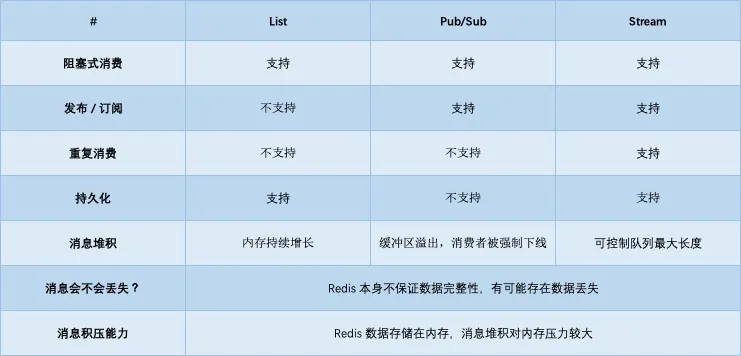 # List Pub/Sub Stream
阻塞式消费 支持 支持 支持
发布 / 订阅 不支持 支持 支持
重复消费 不支持 不支持 支持
持久化 支持 不支持 支持
消息堆积 内存持续增长 缓冲区溢出，消费者被强制下线 可控制队列最大长度
消息会不会丢失？ Redis 本身不保证数据完整性，有可能存在数据丢失
消息积压能力 Redis 数据存储在内存，消息堆积对内存压力较大